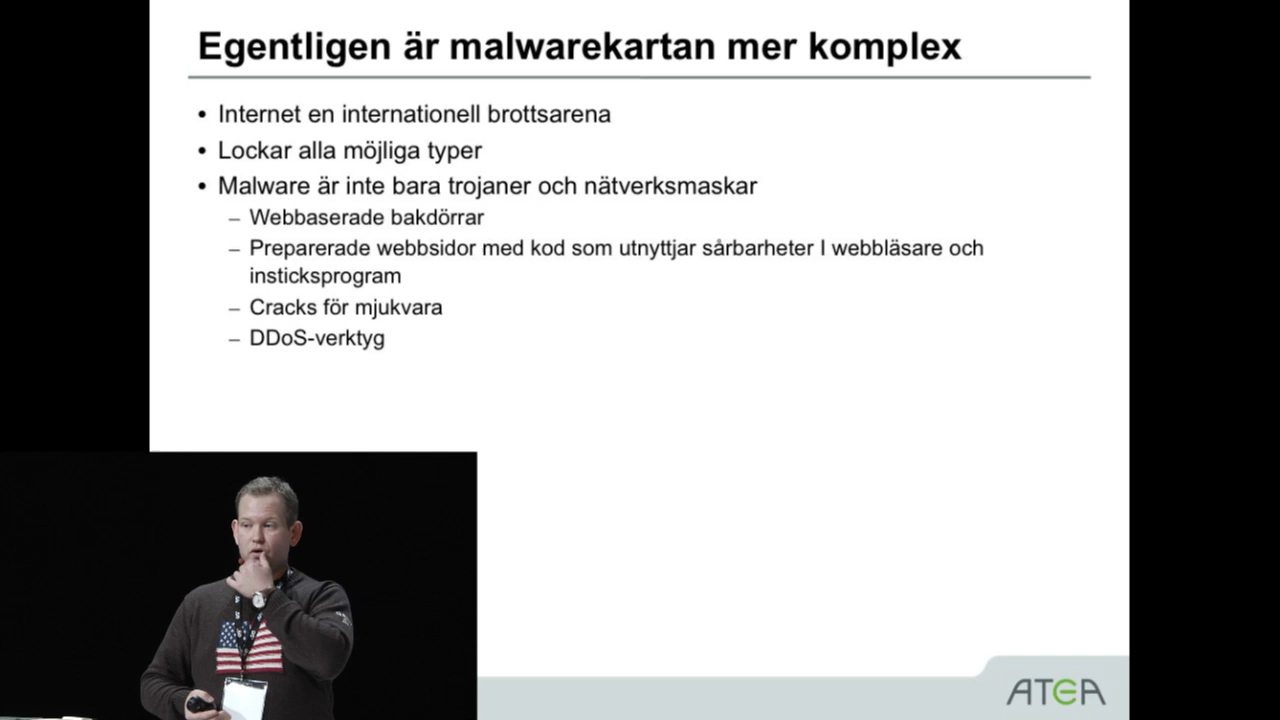 Egentligen är malwarekartan mer komplex
• Internet en internationell brottsarena
• Lockar alla möjliga typer
• Malware är inte bara trojaner och nätverksmaskar
– Webbaserade bakdörrar
– Preparerade webbsidor med kod som utnyttjar sårbarheter I webbläsare och
insticksprogram
– Cracks för mjukvara
– DDoS-verktyg
ATEA